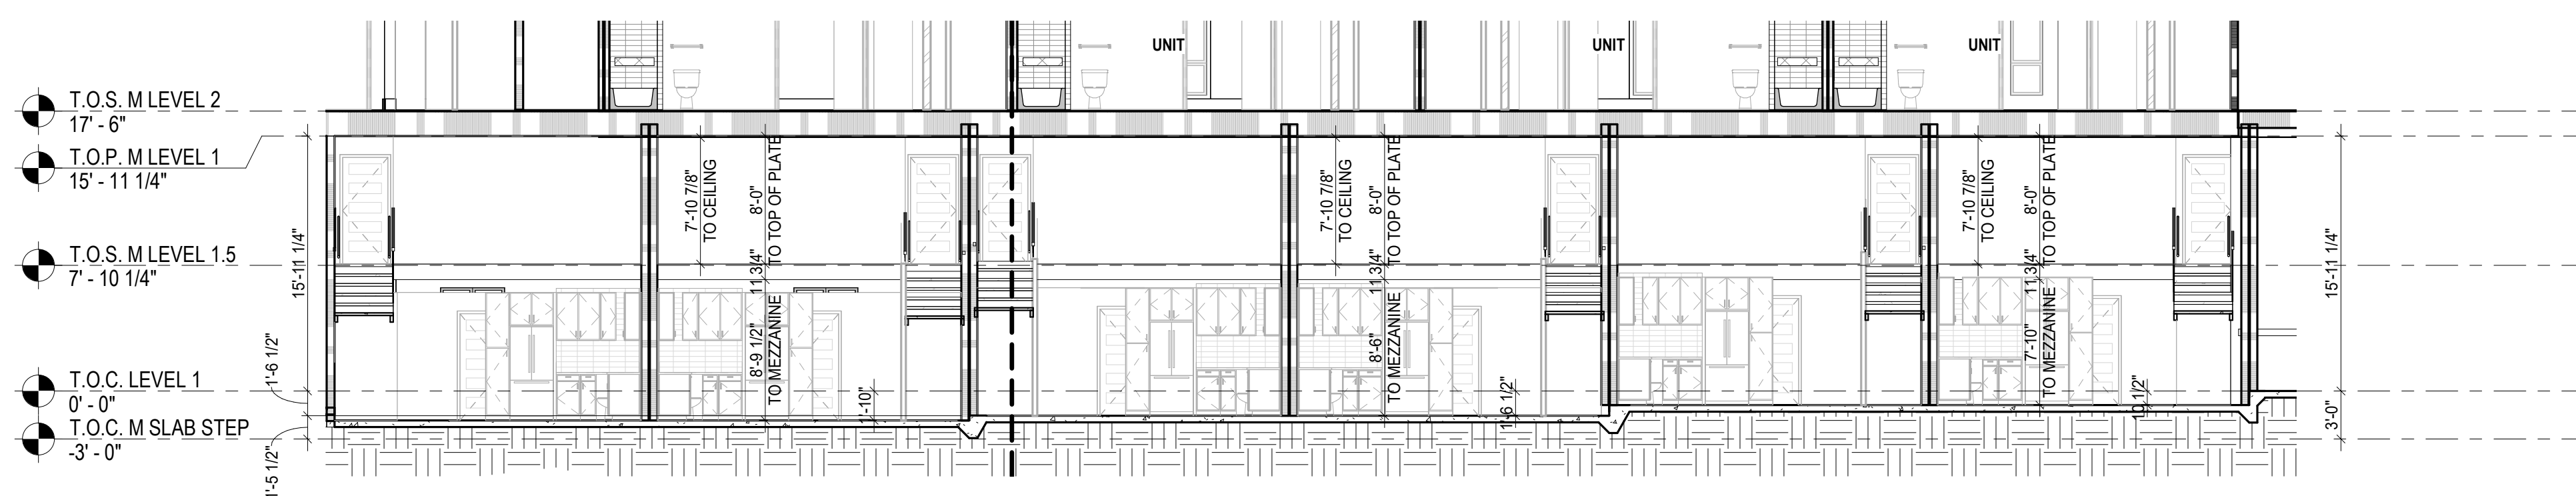 UNIT
UNIT
UNIT
T.O.S. M LEVEL 2
17' - 6"
T.O.P. M LEVEL 1
15' - 11 1/4"
T.O.S. M LEVEL 1.5
7' - 10 1/4"
T.O.C. LEVEL 1
0' - 0"
T.O.C. M SLAB STEP
-3' - 0"
15'-11 1/4"
1'-6 1/2"
1'-5 1/2"
7'-10 7/8"
TO CEILING
8'-0"
TO TOP OF PLATE
11 3/4"
8'-9 1/2"
TO MEZZANINE
1'-10"
7'-10 7/8"
TO CEILING
8'-0"
TO TOP OF PLATE
11 3/4"
8'-6"
TO MEZZANINE
1'-6 1/2"
7'-10 7/8"
TO CEILING
8'-0"
TO TOP OF PLATE
11 3/4"
7'-10"
TO MEZZANINE
10 1/2"
15'-11 1/4"
3'-0"